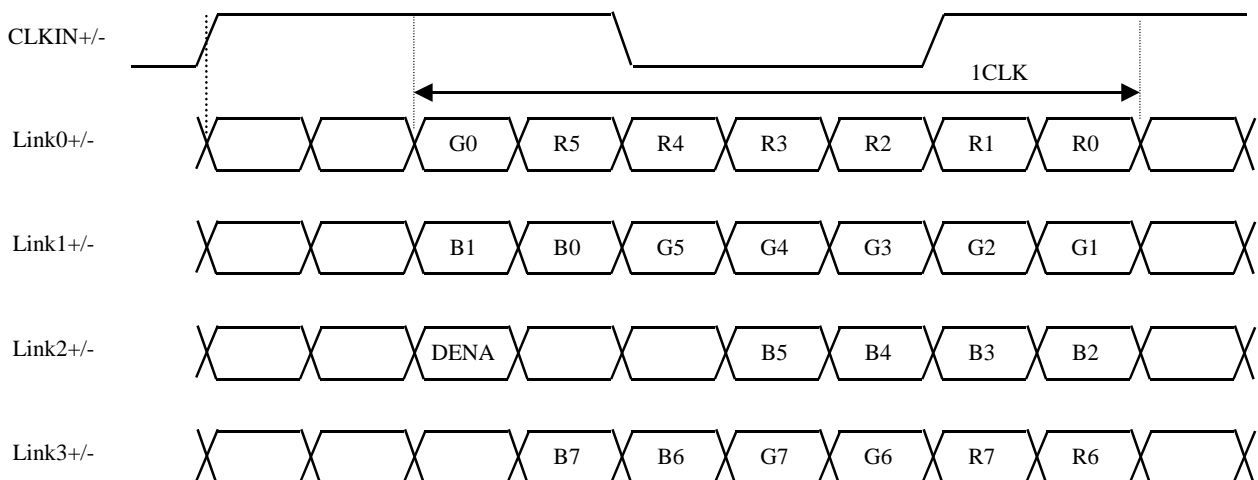 CLKIN+/-
1CLK
Link0+/- G0 R5 R4 R3 R2 R1 R0
Link1+/- B1 B0 G5 G4 G3 G2 G1
Link2+/- DENA B5 B4 B3 B2
Link3+/- B7 B6 G7 G6 R7 R6